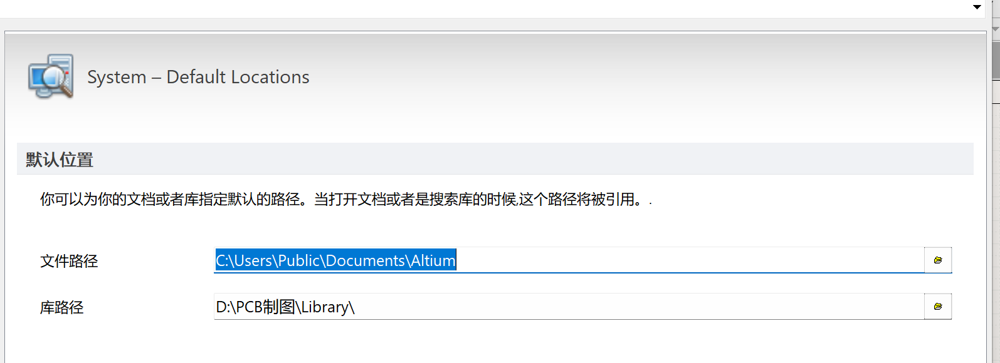 System – Default Locations
默认位置
你可以为你的文档或者库指定默认的路径。当打开文档或者是搜索库的时候,这个路径将被引用。.
文件路径 C:\Users\Public\Documents\Altium
库路径 D:\PCB制图\Library\